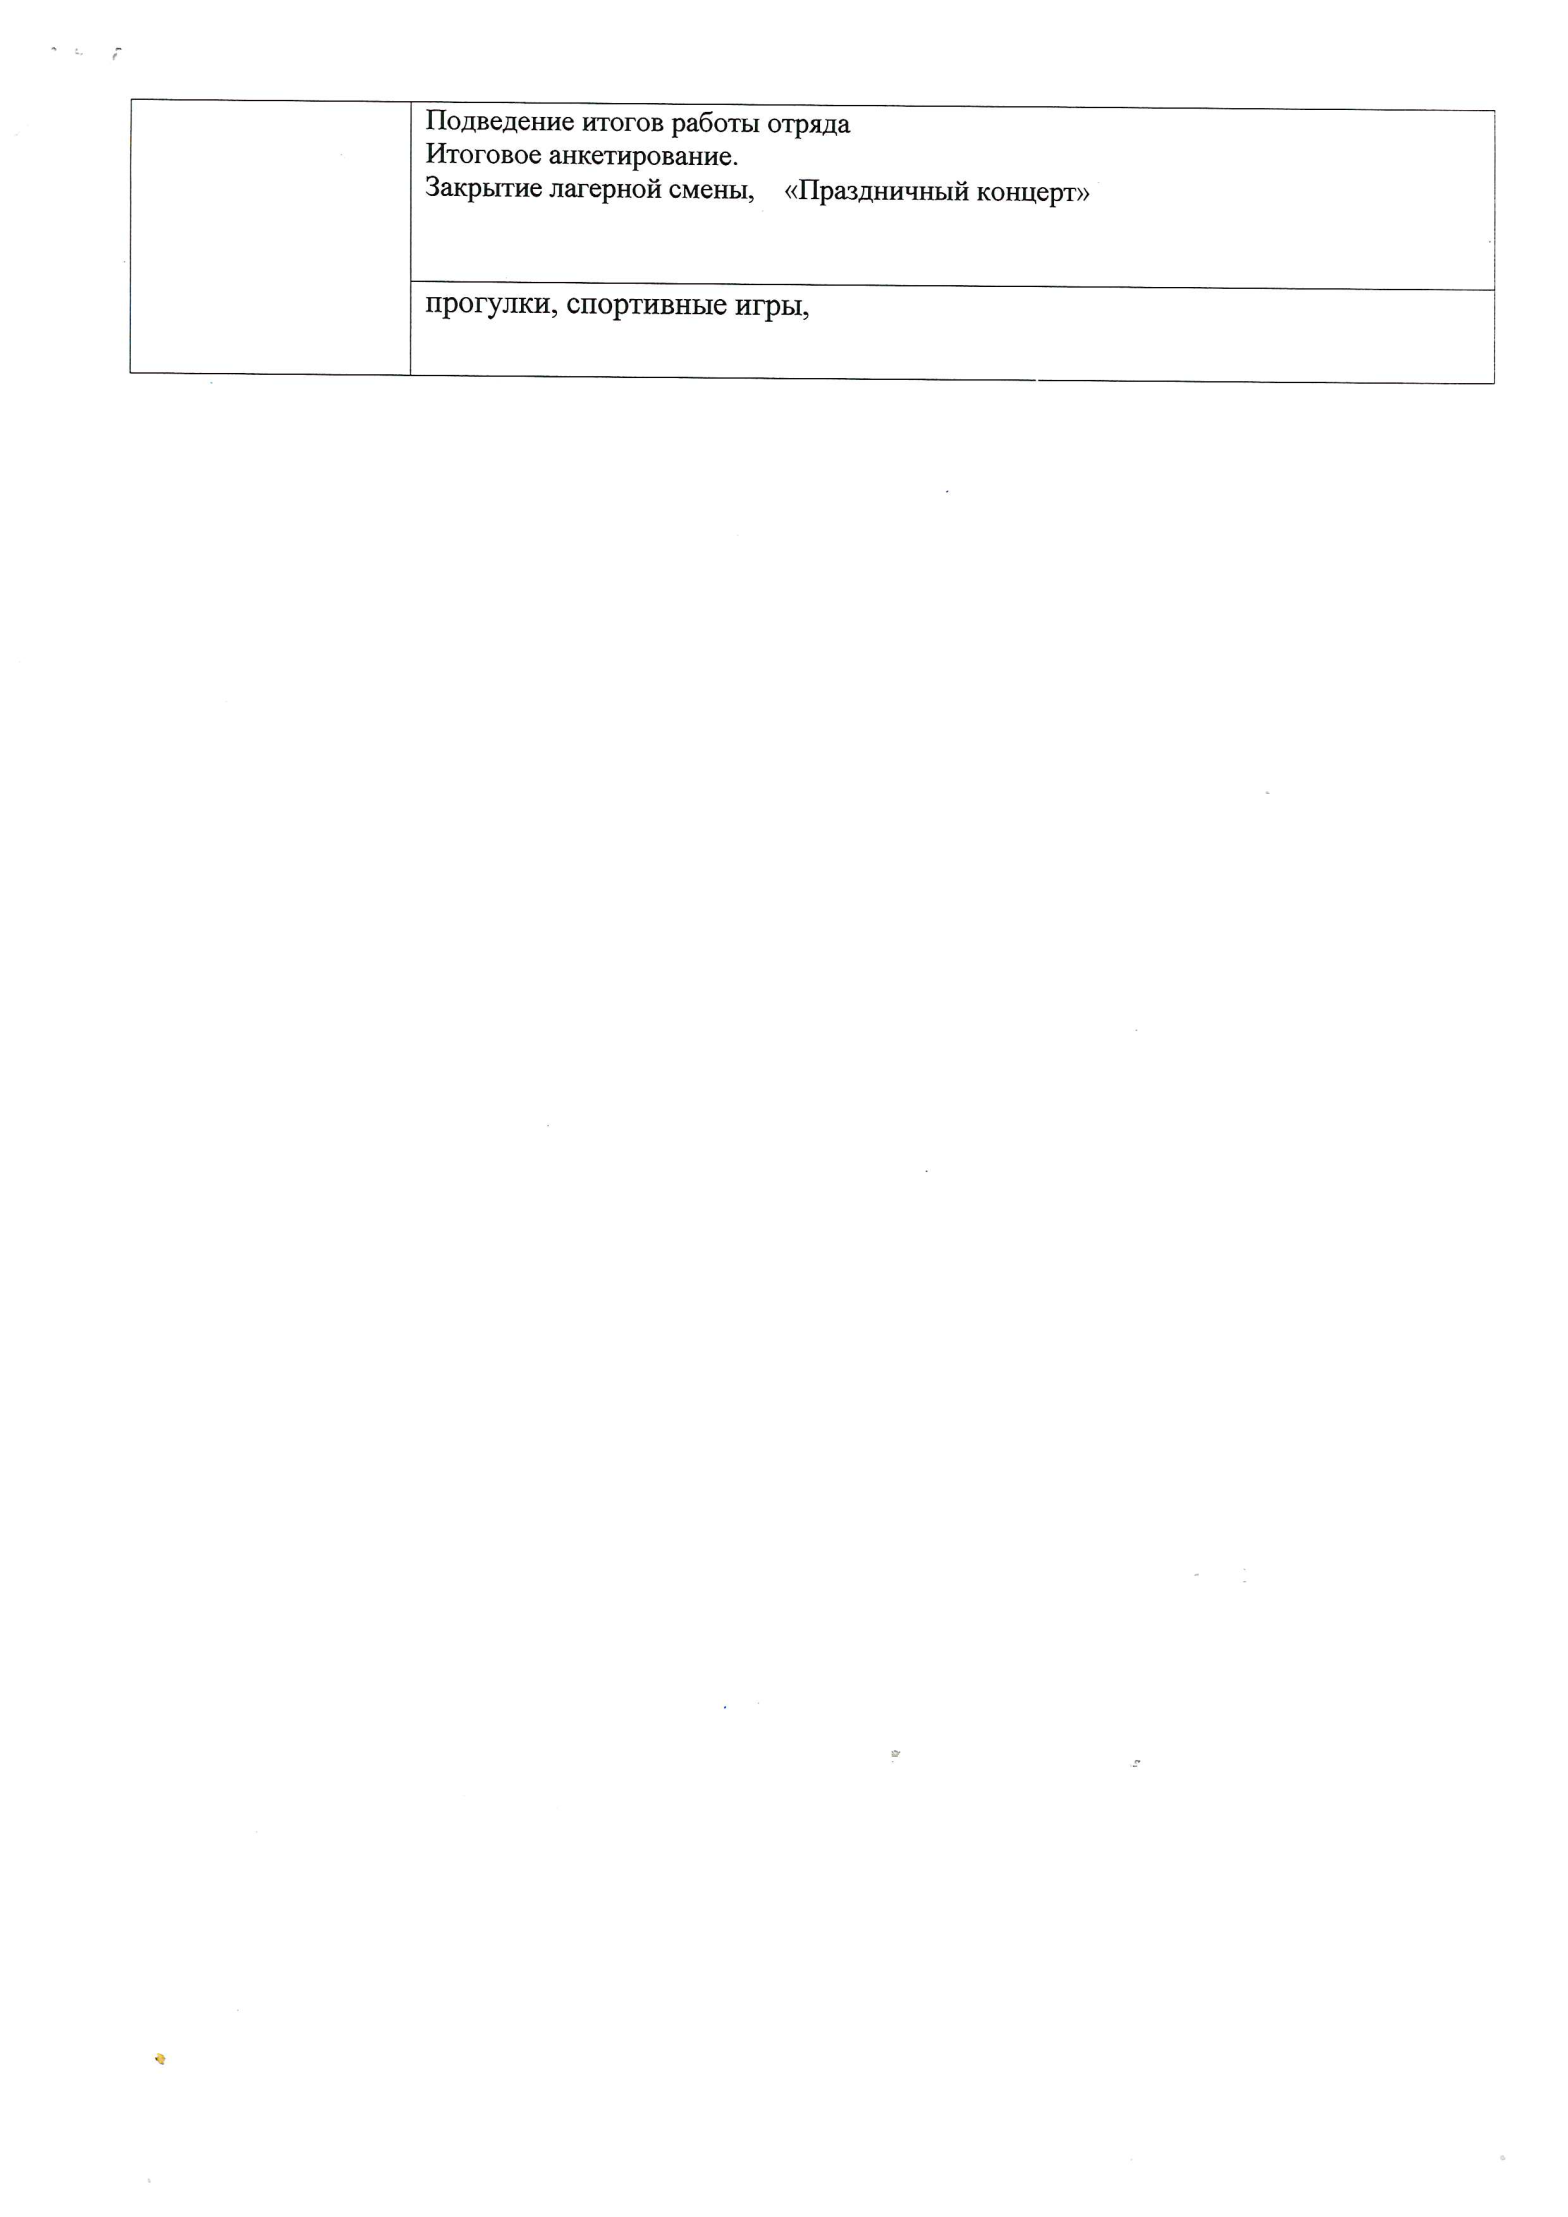 Подведение итогов работы отряда
Итоговое анкетирование.
Закрытие лагерной смены, «Праздничный концерт»
прогулки, спортивные игры,